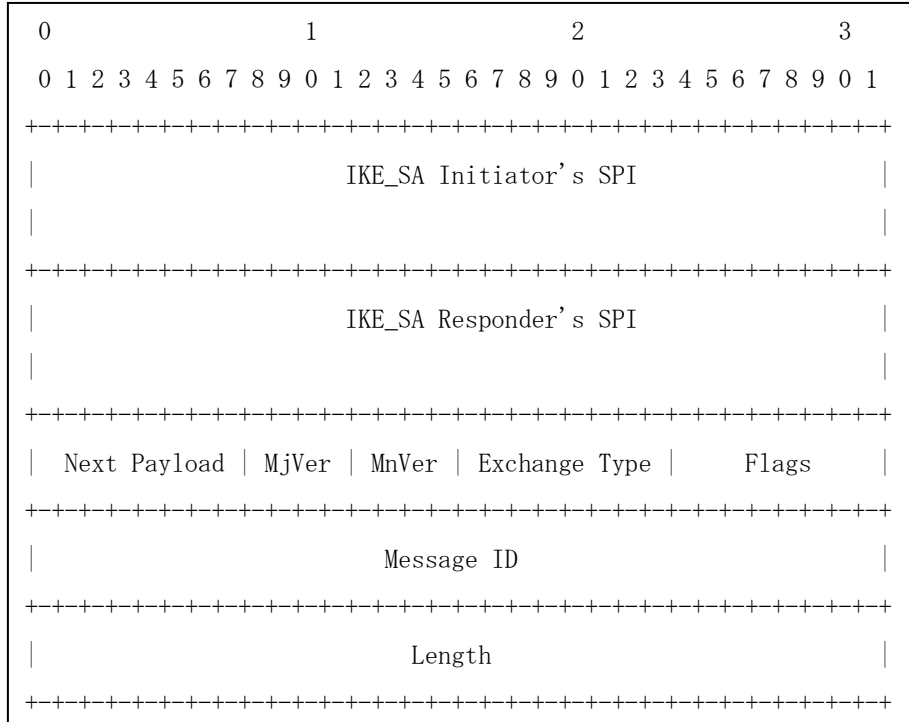 0 1 2 3
0 1 2 3 4 5 6 7 8 9 0 1 2 3 4 5 6 7 8 9 0 1 2 3 4 5 6 7 8 9 0 1
+-+-+-+-+-+-+-+-+-+-+-+-+-+-+-+-+-+-+-+-+-+-+-+-+-+-+-+-+-+-+-+-+
| IKE_SA Initiator's SPI |
| |
+-+-+-+-+-+-+-+-+-+-+-+-+-+-+-+-+-+-+-+-+-+-+-+-+-+-+-+-+-+-+-+-+
| IKE_SA Responder's SPI |
| |
+-+-+-+-+-+-+-+-+-+-+-+-+-+-+-+-+-+-+-+-+-+-+-+-+-+-+-+-+-+-+-+-+
| Next Payload | MjVer | MnVer | Exchange Type | Flags |
+-+-+-+-+-+-+-+-+-+-+-+-+-+-+-+-+-+-+-+-+-+-+-+-+-+-+-+-+-+-+-+-+
| Message ID |
+-+-+-+-+-+-+-+-+-+-+-+-+-+-+-+-+-+-+-+-+-+-+-+-+-+-+-+-+-+-+-+-+
| Length |
+-+-+-+-+-+-+-+-+-+-+-+-+-+-+-+-+-+-+-+-+-+-+-+-+-+-+-+-+-+-+-+-+